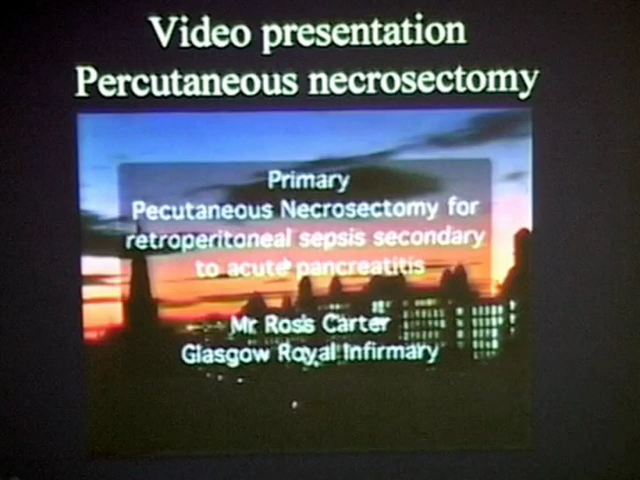 Video presentation
Percutaneous necrosectomy
Primary
Pecutaneous Necrosectomy for
retroperitoneal sepsis secondary
to acute pancreatitis
Mr Ross Carter
Glasgow Royal Infirmary